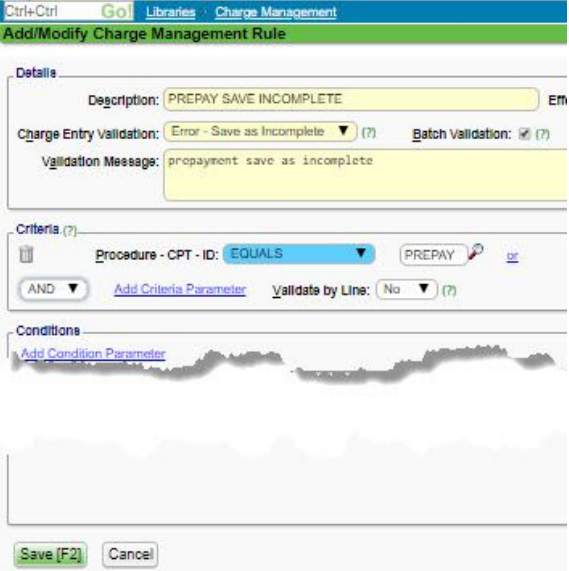 Ctrl+Ctrl Go! Libraries Charge Management
Add/Modify Charge Management Rule
Details
Description: PREPAY SAVE INCOMPLETE Effe
Charge Entry Validation: Error - Save as Incomplete (?) Batch Validation: (?)
Validation Message: prepayment save as incomplete
Criteria (?)
Procedure - CPT - ID: EQUALS PREPAY or
AND Add Criteria Parameter Validate by Line: No (?)
Conditions
Add Condition Parameter
Save [F2] Cancel